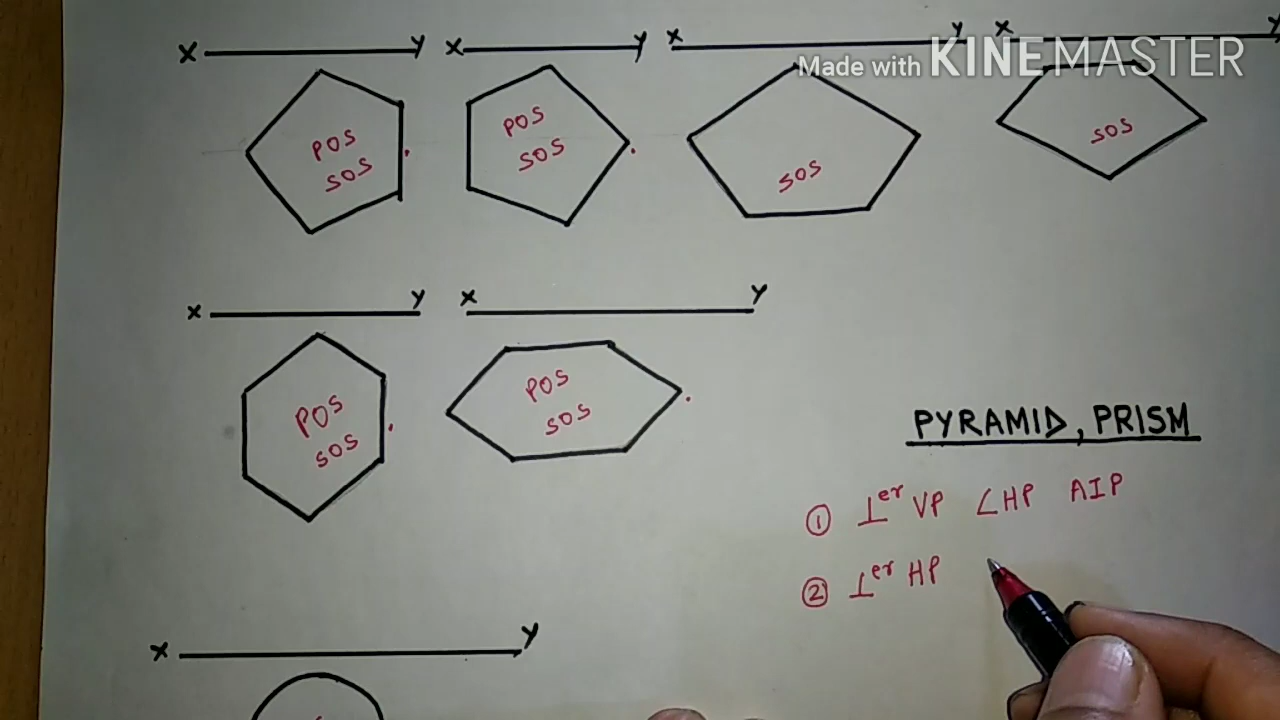 X Y X Y X Y X Y
Made with KINEMASTER
POS
SOS
POS
SOS
SOS
SOS
X Y X Y
POS
SOS
POS
SOS
PYRAMID, PRISM
① ⊥er VP ∠HP AIP
② ⊥er HP
X Y